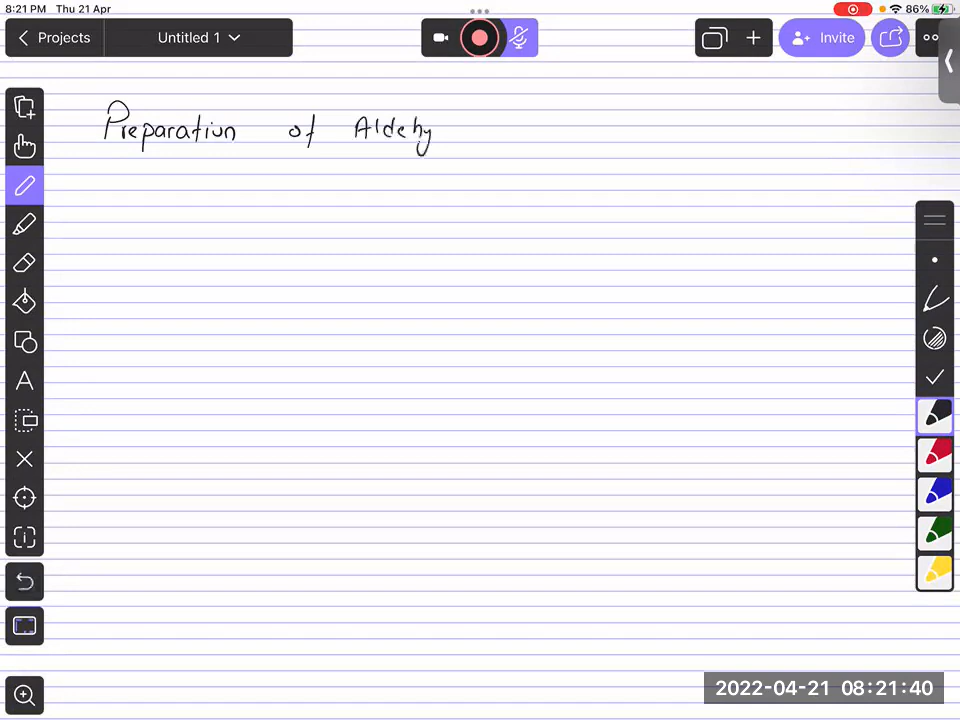 8:21 PM Thu 21 Apr 86%
Projects Untitled 1 Invite
Preparation of Aldehy
A
2022-04-21 08:21:40